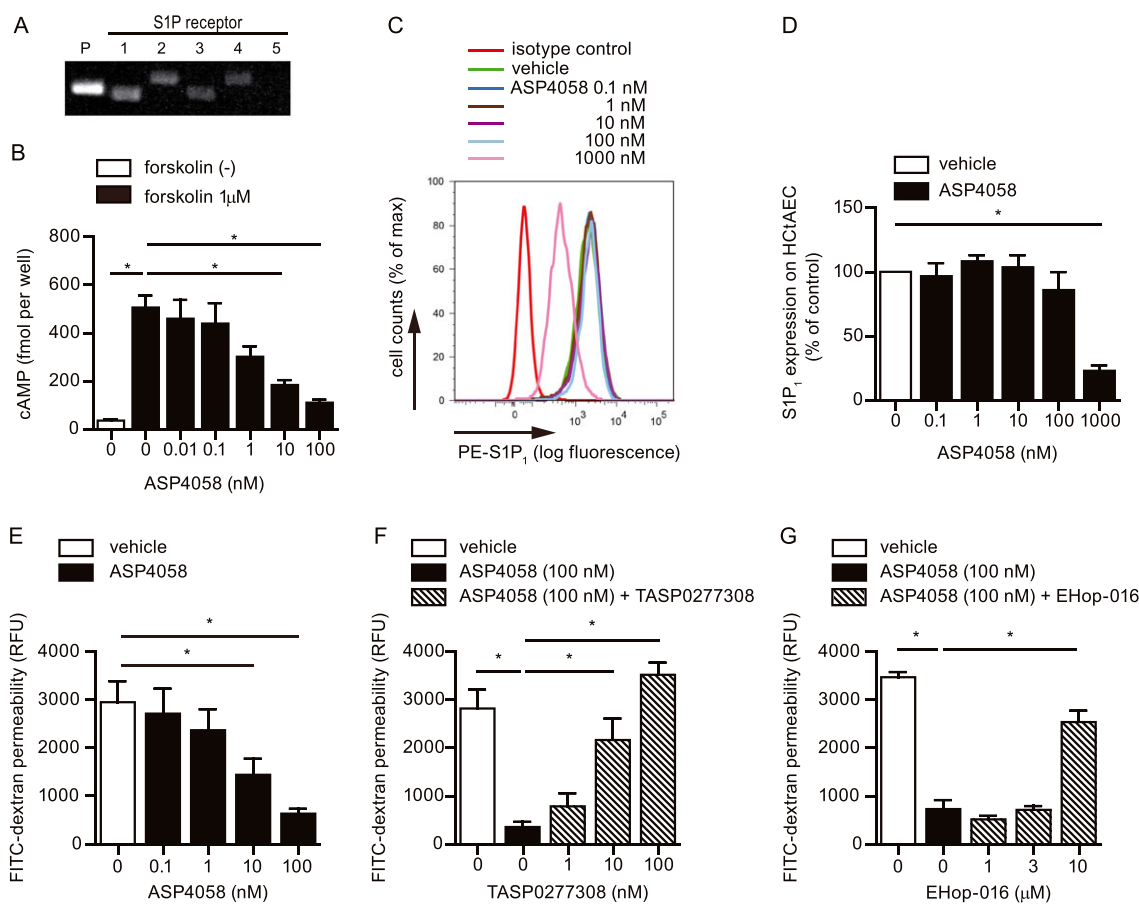 A
S1P receptor
P 1 2 3 4 5
B
forskolin (-)
forskolin 1μM
cAMP (fmol per well)
800
600
400
200
0
* * *
0 0 0.01 0.1 1 10 100
ASP4058 (nM)
C
isotype control
vehicle
ASP4058 0.1 nM
1 nM
10 nM
100 nM
1000 nM
cell counts (% of max)
100
80
60
40
20
0
0 10³ 10⁴ 10⁵
PE-S1P₁ (log fluorescence)
D
vehicle
ASP4058
S1P₁ expression on HCtAEC
(% of control)
150
100
50
0
*
0 0.1 1 10 100 1000
ASP4058 (nM)
E
vehicle
ASP4058
FITC-dextran permeability (RFU)
4000
3000
2000
1000
0
* *
0 0.1 1 10 100
ASP4058 (nM)
F
vehicle
ASP4058 (100 nM)
ASP4058 (100 nM) + TASP0277308
FITC-dextran permeability (RFU)
4000
3000
2000
1000
0
* * *
0 0 1 10 100
TASP0277308 (nM)
G
vehicle
ASP4058 (100 nM)
ASP4058 (100 nM) + EHop-016
FITC-dextran permeability (RFU)
4000
3000
2000
1000
0
* *
0 0 1 3 10
EHop-016 (μM)